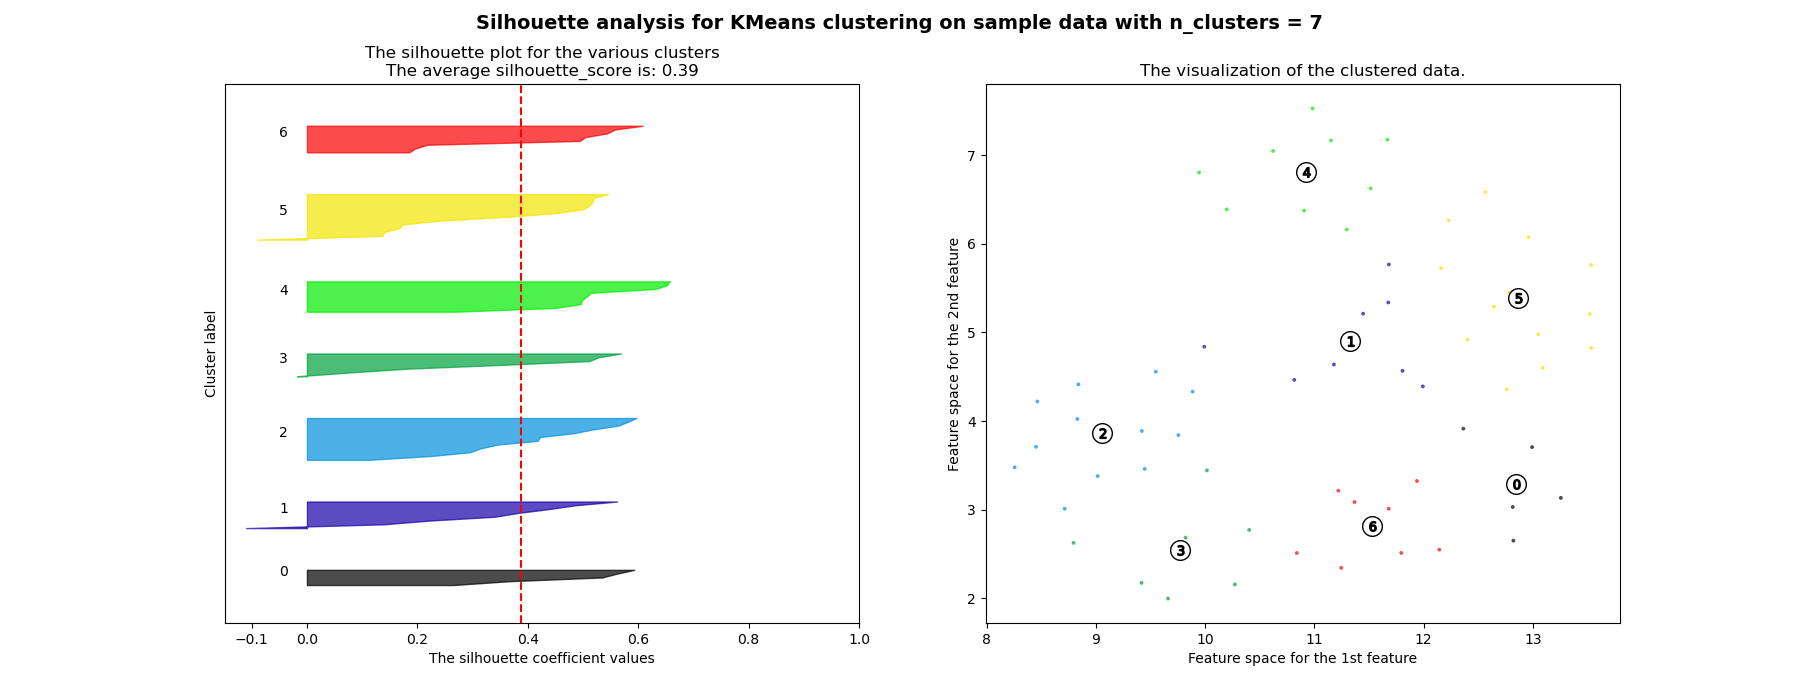 Silhouette analysis for KMeans clustering on sample data with n_clusters = 7
The silhouette plot for the various clusters
The average silhouette_score is: 0.39
6
5
4
3
2
1
0
Cluster label
−0.1 0.0 0.2 0.4 0.6 0.8 1.0
The silhouette coefficient values
The visualization of the clustered data.
7
6
5
4
3
2
Feature space for the 2nd feature
4
5
1
2
0
6
3
8 9 10 11 12 13
Feature space for the 1st feature